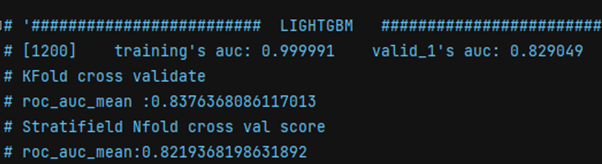 # '######################### LIGHTGBM #########################
# [1200] training's auc: 0.999991 valid_1's auc: 0.829049
# KFold cross validate
# roc_auc_mean :0.8376368086117013
# Stratifield Nfold cross val score
# roc_auc_mean:0.8219368198631892